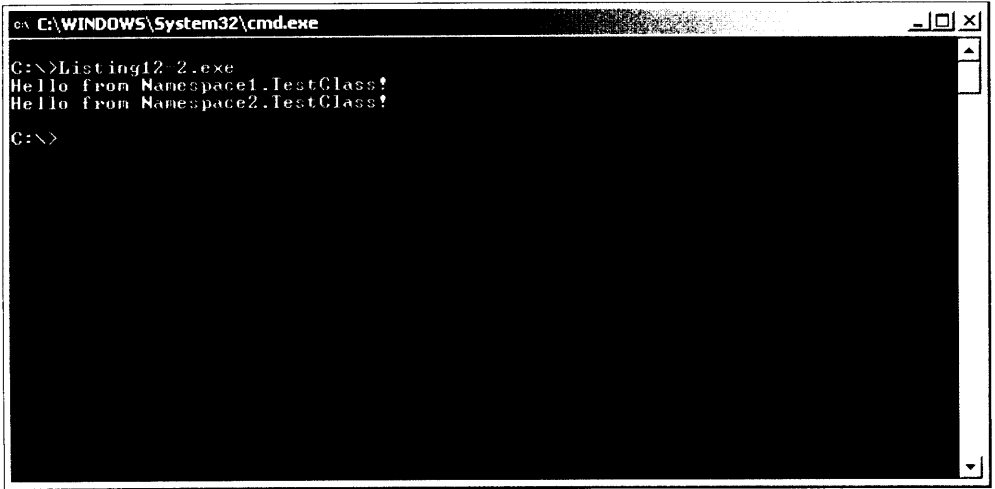 C:\WINDOWS\System32\cmd.exe
C:\>Listing12-2.exe
Hello from Namespace1.TestClass!
Hello from Namespace2.TestClass!
C:\>